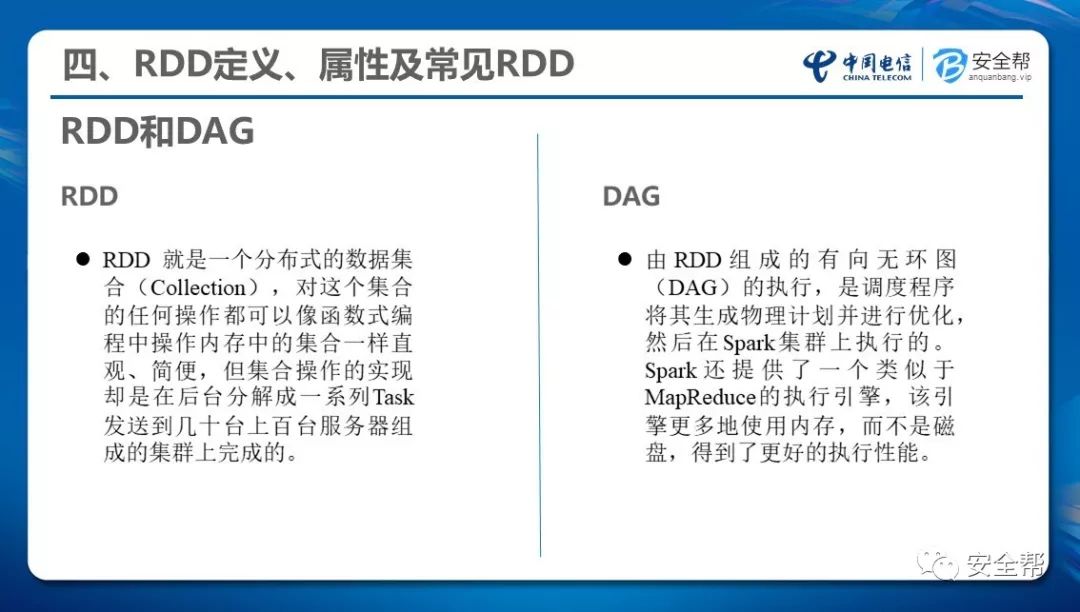 四、RDD定义、属性及常见RDD
中国电信
CHINA TELECOM
安全帮
anquanbang.vip
RDD和DAG
RDD
● RDD 就是一个分布式的数据集
合（Collection），对这个集合
的任何操作都可以像函数式编
程中操作内存中的集合一样直
观、简便，但集合操作的实现
却是在后台分解成一系列Task
发送到几十台上百台服务器组
成的集群上完成的。
DAG
● 由RDD组成的有向无环图
（DAG）的执行，是调度程序
将其生成物理计划并进行优化，
然后在Spark集群上执行的。
Spark还提供了一个类似于
MapReduce的执行引擎，该引
擎更多地使用内存，而不是磁
盘，得到了更好的执行性能。
安全帮